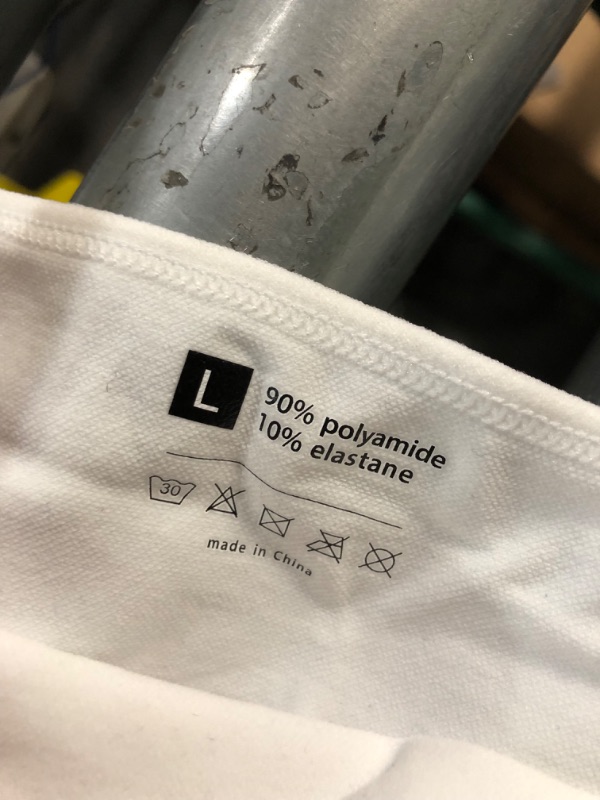 L
90% polyamide
10% elastane
30
made in China